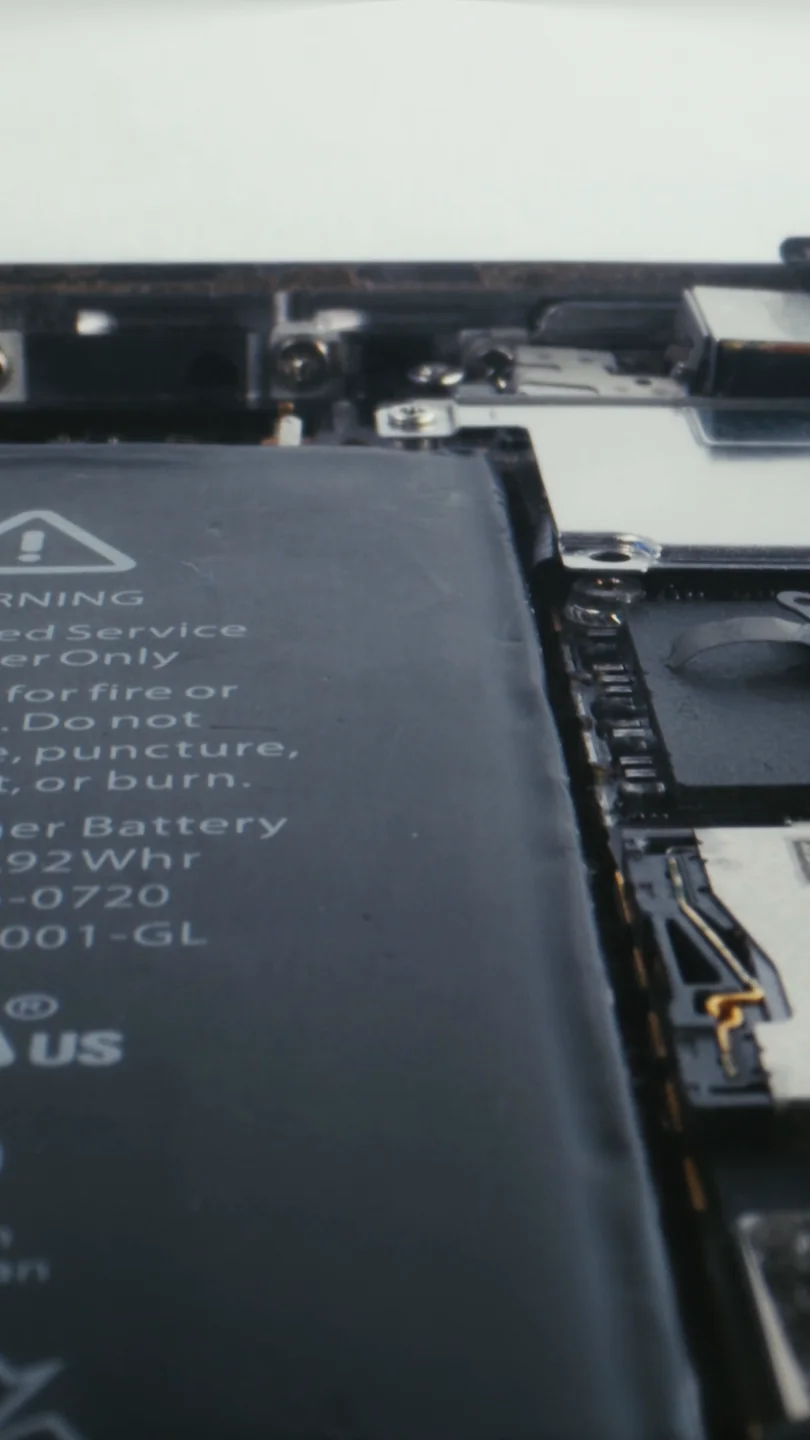 !
RNING
ed Service
er Only
for fire or
. Do not
e, puncture,
t, or burn.
er Battery
.92Whr
-0720
001-GL
®
US